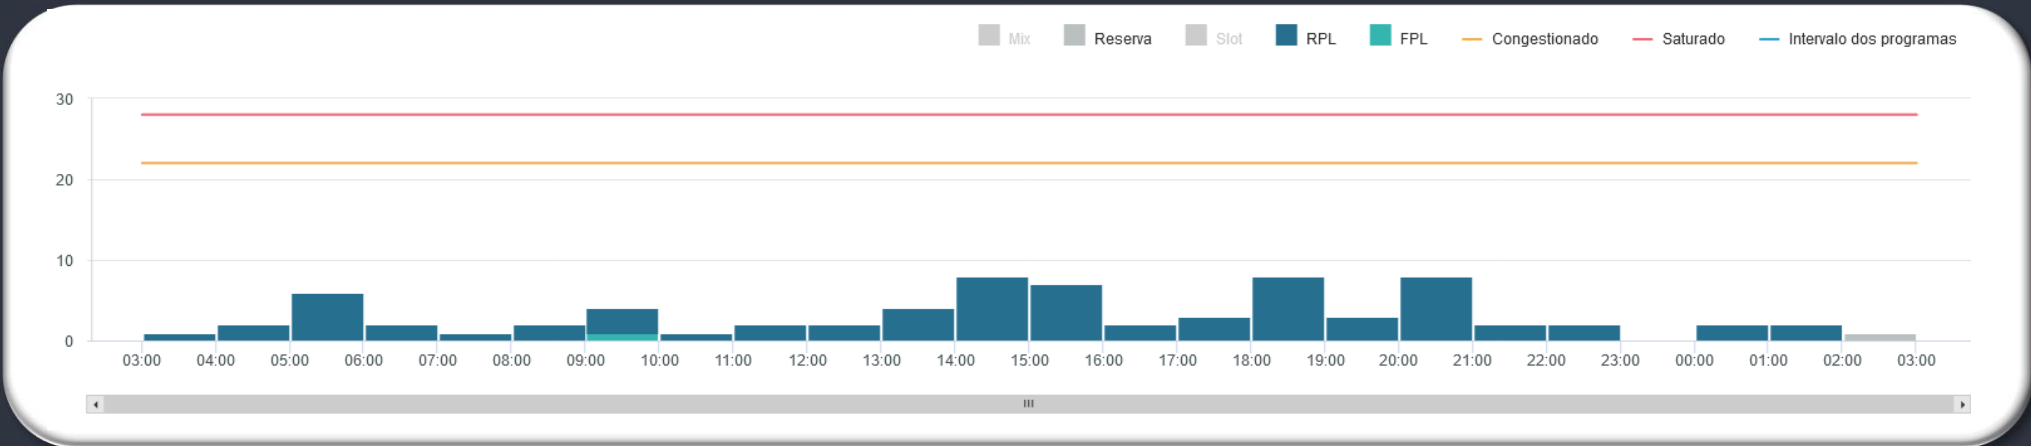 Mix Reserva Slot RPL FPL Congestionado Saturado Intervalo dos programas
30
20
10
0
03:00 04:00 05:00 06:00 07:00 08:00 09:00 10:00 11:00 12:00 13:00 14:00 15:00 16:00 17:00 18:00 19:00 20:00 21:00 22:00 23:00 00:00 01:00 02:00 03:00